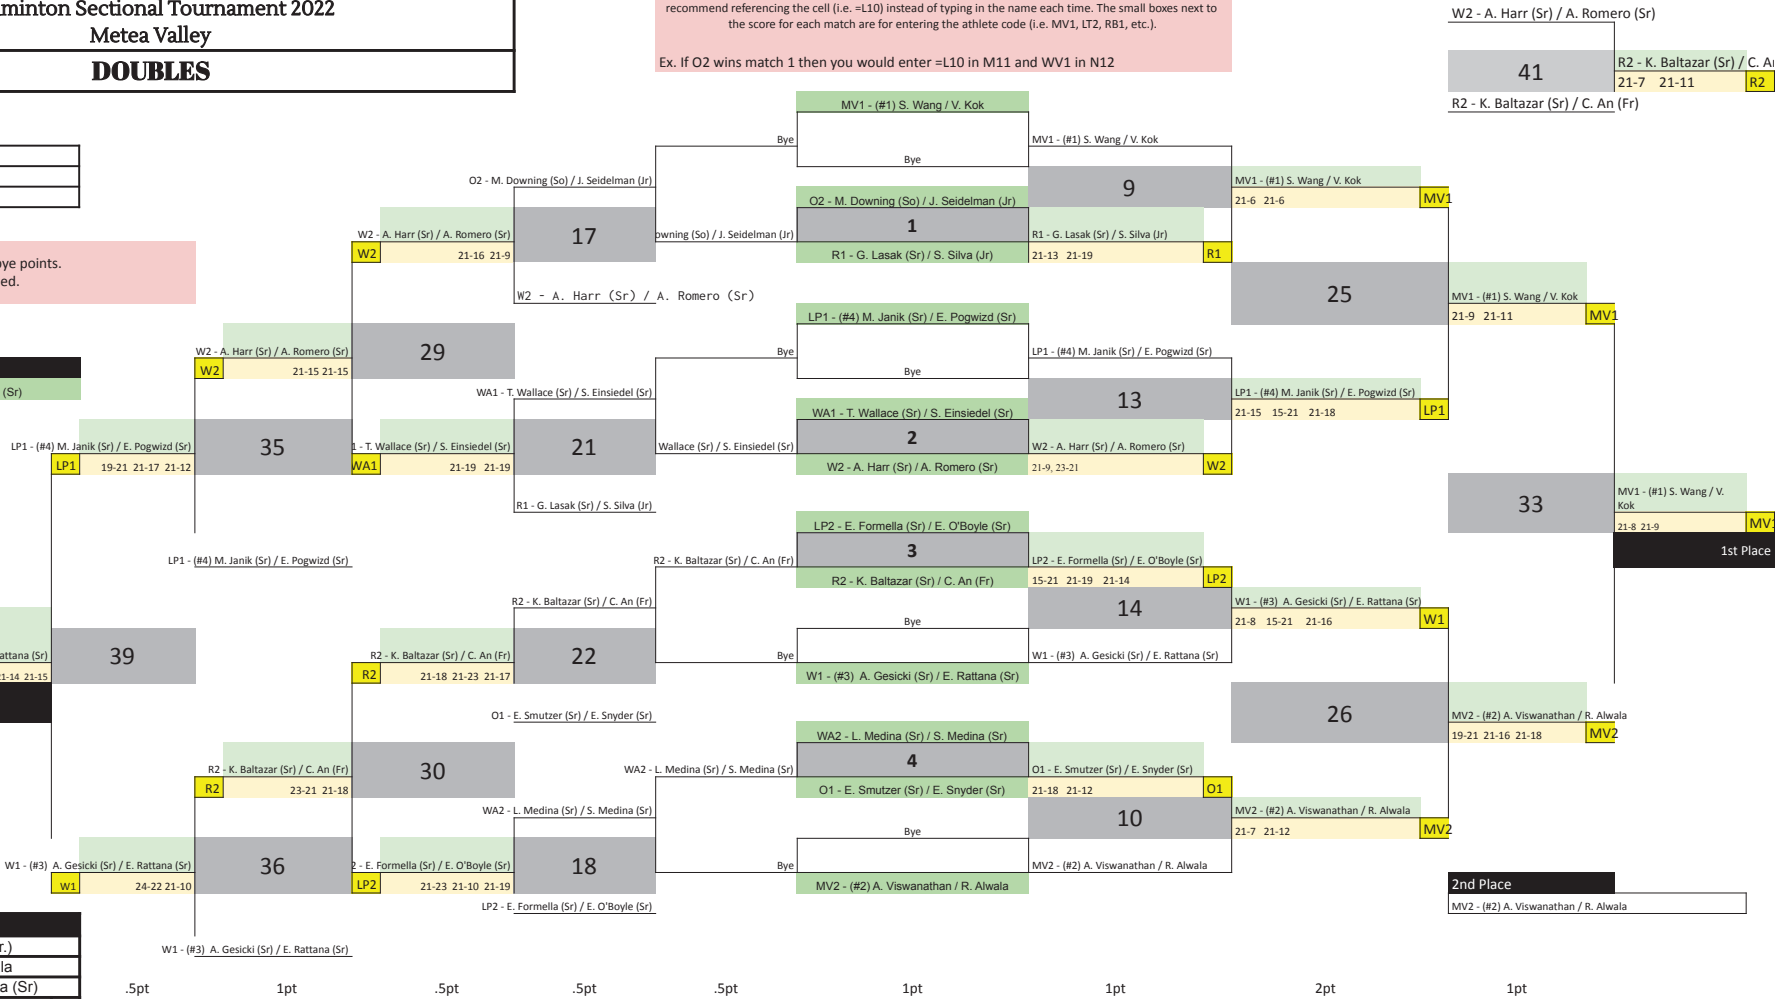 minton Sectional Tournament 2022
Metea Valley
DOUBLES
recommend referencing the cell (i.e. =L10) instead of typing in the name each time. The small boxes next to
the score for each match are for entering the athlete code (i.e. MV1, LT2, RB1, etc.).
Ex. If O2 wins match 1 then you would enter =L10 in M11 and WV1 in N12
W2 - A. Harr (Sr) / A. Romero (Sr)
41
R2 - K. Baltazar (Sr) / C. A
21-7 21-11
R2
R2 - K. Baltazar (Sr) / C. An (Fr)
ye points.
ed.
(Sr)
LP1 - (#4) M. Janik (Sr) / E. Pogwizd (Sr)
LP1
19-21 21-17 21-12
attana (Sr)
1-14 21-15
39
W1 - (#3) A. Gesicki (Sr) / E. Rattana (Sr)
W1
24-22 21-10
r.)
la
a (Sr)
W2 - A. Harr (Sr) / A. Romero (Sr)
W2
21-15 21-15
35
LP1 - (#4) M. Janik (Sr) / E. Pogwizd (Sr)
R2 - K. Baltazar (Sr) / C. An (Fr)
R2
23-21 21-18
36
W1 - (#3) A. Gesicki (Sr) / E. Rattana (Sr)
W2 - A. Harr (Sr) / A. Romero (Sr)
W2
21-16 21-9
29
1 - T. Wallace (Sr) / S. Einsiedel (Sr)
WA1
21-19 21-19
R2 - K. Baltazar (Sr) / C. An (Fr)
R2
21-18 21-23 21-17
30
2 - E. Formella (Sr) / E. O'Boyle (Sr)
LP2
21-23 21-10 21-19
O2 - M. Downing (So) / J. Seidelman (Jr)
17
W2 - A. Harr (Sr) / A. Romero (Sr)
WA1 - T. Wallace (Sr) / S. Einsiedel (Sr)
21
R1 - G. Lasak (Sr) / S. Silva (Jr)
R2 - K. Baltazar (Sr) / C. An (Fr)
22
O1 - E. Smutzer (Sr) / E. Snyder (Sr)
WA2 - L. Medina (Sr) / S. Medina (Sr)
18
LP2 - E. Formella (Sr) / E. O'Boyle (Sr)
Bye
owning (So) / J. Seidelman (Jr)
Bye
Wallace (Sr) / S. Einsiedel (Sr)
R2 - K. Baltazar (Sr) / C. An (Fr)
Bye
WA2 - L. Medina (Sr) / S. Medina (Sr)
Bye
MV1 - (#1) S. Wang / V. Kok
Bye
O2 - M. Downing (So) / J. Seidelman (Jr)
1
R1 - G. Lasak (Sr) / S. Silva (Jr)
LP1 - (#4) M. Janik (Sr) / E. Pogwizd (Sr)
Bye
WA1 - T. Wallace (Sr) / S. Einsiedel (Sr)
2
W2 - A. Harr (Sr) / A. Romero (Sr)
LP2 - E. Formella (Sr) / E. O'Boyle (Sr)
3
R2 - K. Baltazar (Sr) / C. An (Fr)
Bye
W1 - (#3) A. Gesicki (Sr) / E. Rattana (Sr)
WA2 - L. Medina (Sr) / S. Medina (Sr)
4
O1 - E. Smutzer (Sr) / E. Snyder (Sr)
Bye
MV2 - (#2) A. Viswanathan / R. Alwala
MV1 - (#1) S. Wang / V. Kok
9
R1 - G. Lasak (Sr) / S. Silva (Jr)
21-13 21-19
R1
LP1 - (#4) M. Janik (Sr) / E. Pogwizd (Sr)
13
W2 - A. Harr (Sr) / A. Romero (Sr)
21-9, 23-21
W2
LP2 - E. Formella (Sr) / E. O'Boyle (Sr)
15-21 21-19 21-14
LP2
14
W1 - (#3) A. Gesicki (Sr) / E. Rattana (Sr)
O1 - E. Smutzer (Sr) / E. Snyder (Sr)
21-18 21-12
O1
10
MV2 - (#2) A. Viswanathan / R. Alwala
MV1 - (#1) S. Wang / V. Kok
21-6 21-6
MV1
25
LP1 - (#4) M. Janik (Sr) / E. Pogwizd (Sr)
21-15 15-21 21-18
LP1
W1 - (#3) A. Gesicki (Sr) / E. Rattana (Sr)
21-8 15-21 21-16
W1
26
MV2 - (#2) A. Viswanathan / R. Alwala
21-7 21-12
MV2
MV1 - (#1) S. Wang / V. Kok
21-9 21-11
MV1
33
MV2 - (#2) A. Viswanathan / R. Alwala
19-21 21-16 21-18
MV2
MV1 - (#1) S. Wang / V.
Kok
21-8 21-9
MV1
1st Place
2nd Place
MV2 - (#2) A. Viswanathan / R. Alwala
.5pt 1pt .5pt .5pt .5pt 1pt 1pt 2pt 1pt